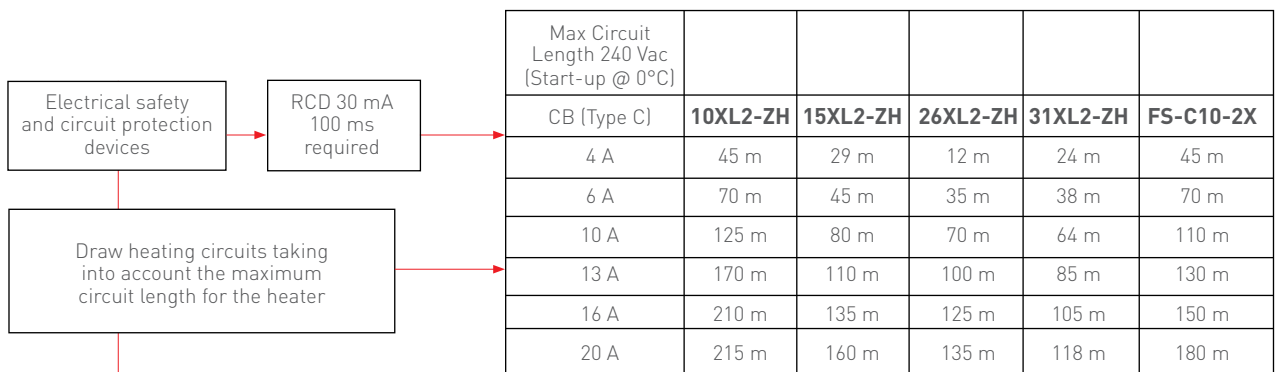 Electrical safety
and circuit protection
devices
RCD 30 mA
100 ms
required
Draw heating circuits taking
into account the maximum
circuit length for the heater
Max Circuit
Length 240 Vac
(Start-up @ 0°C)
CB (Type C) 10XL2-ZH 15XL2-ZH 26XL2-ZH 31XL2-ZH FS-C10-2X
4 A 45 m 29 m 12 m 24 m 45 m
6 A 70 m 45 m 35 m 38 m 70 m
10 A 125 m 80 m 70 m 64 m 110 m
13 A 170 m 110 m 100 m 85 m 130 m
16 A 210 m 135 m 125 m 105 m 150 m
20 A 215 m 160 m 135 m 118 m 180 m